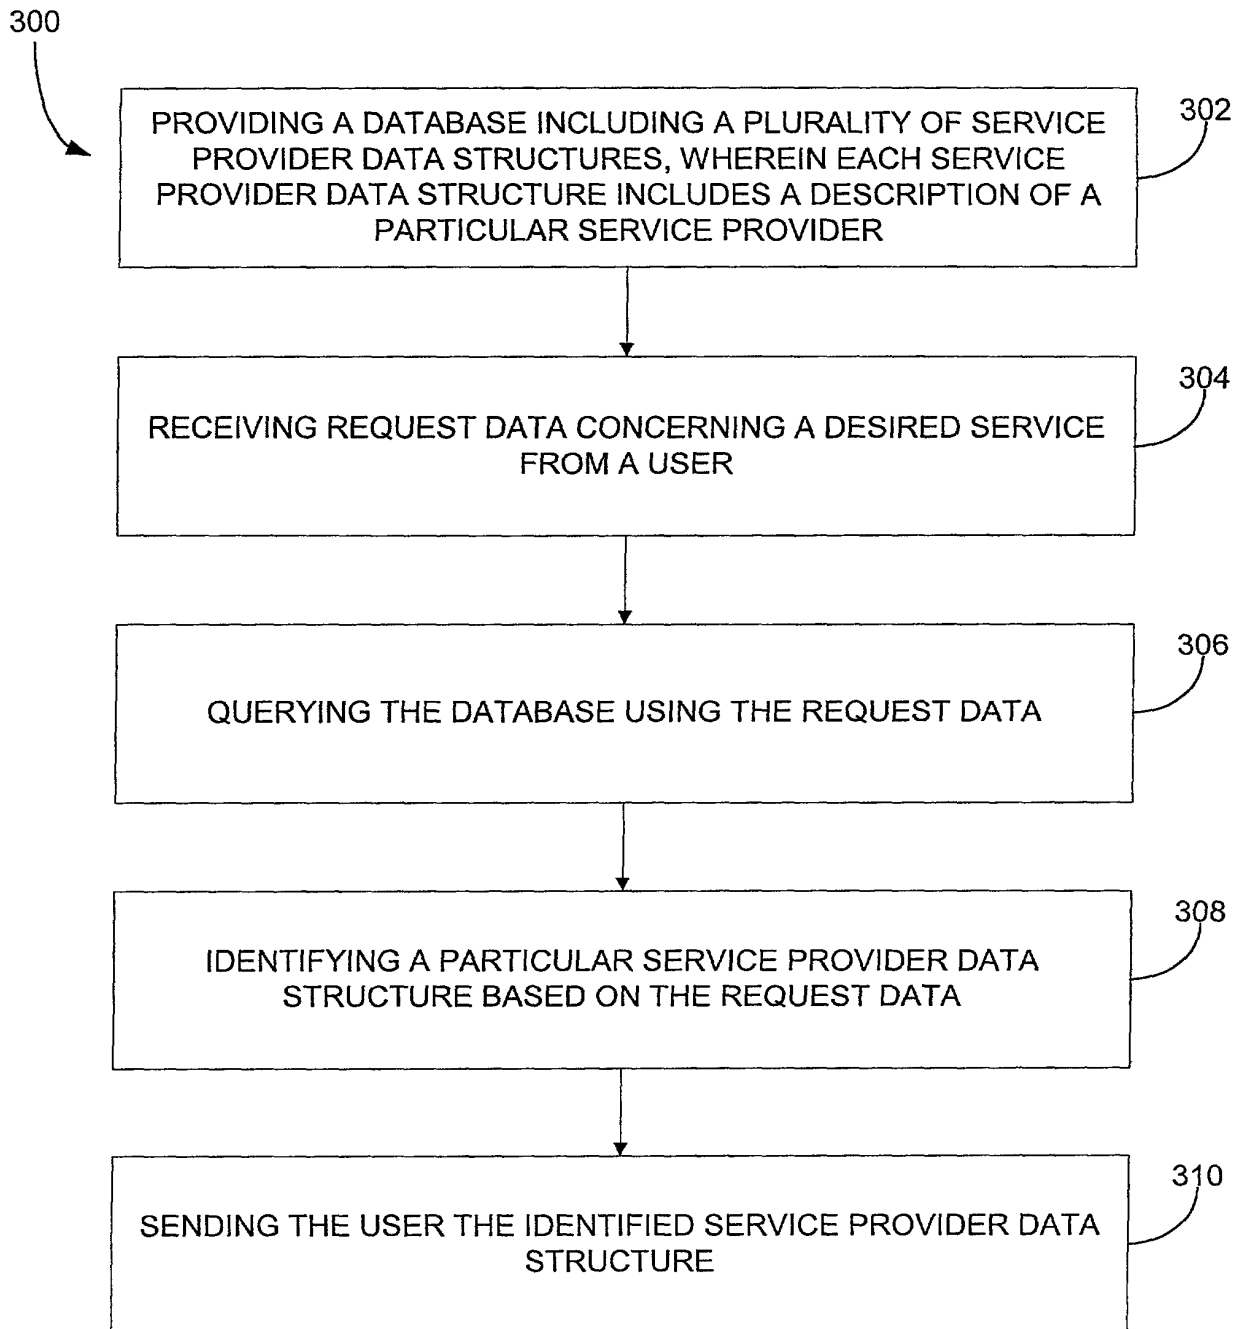 300
302
PROVIDING A DATABASE INCLUDING A PLURALITY OF SERVICE
PROVIDER DATA STRUCTURES, WHEREIN EACH SERVICE
PROVIDER DATA STRUCTURE INCLUDES A DESCRIPTION OF A
PARTICULAR SERVICE PROVIDER
304
RECEIVING REQUEST DATA CONCERNING A DESIRED SERVICE
FROM A USER
306
QUERYING THE DATABASE USING THE REQUEST DATA
308
IDENTIFYING A PARTICULAR SERVICE PROVIDER DATA
STRUCTURE BASED ON THE REQUEST DATA
310
SENDING THE USER THE IDENTIFIED SERVICE PROVIDER DATA
STRUCTURE